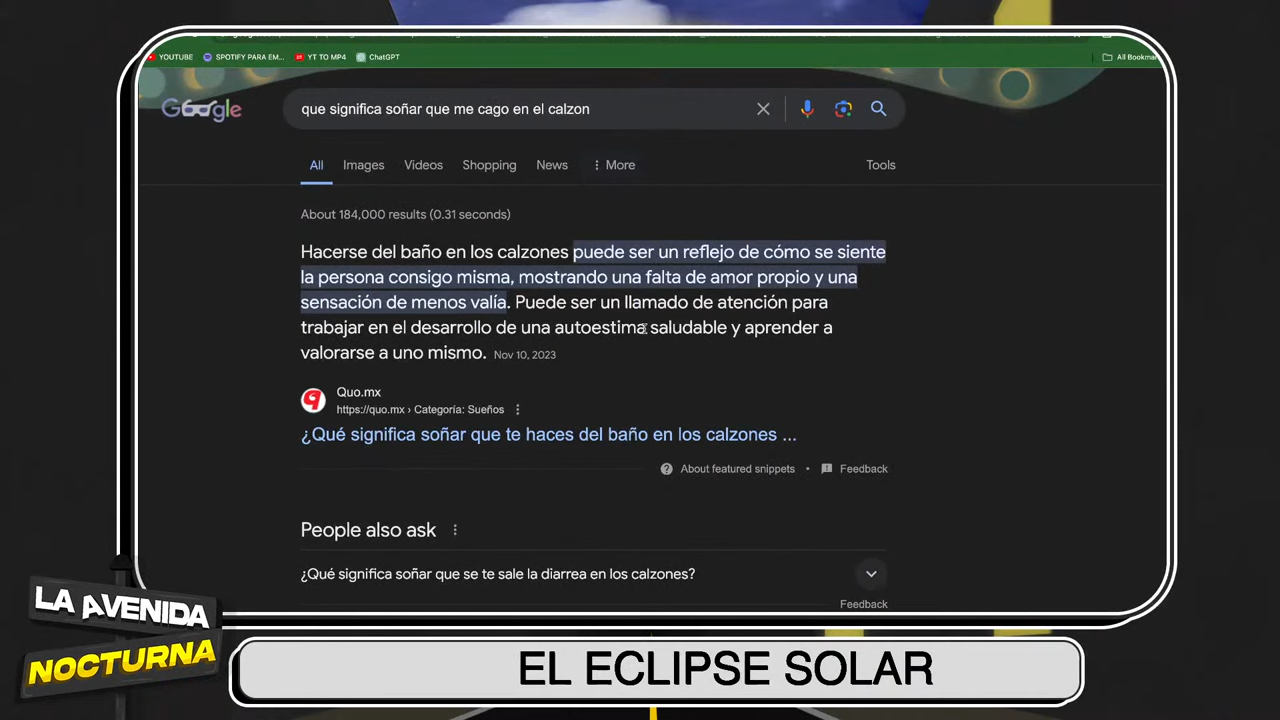 YOUTUBE SPOTIFY PARA EM... YT TO MP4 ChatGPT All Bookmar
Google que significa soñar que me cago en el calzon
All Images Videos Shopping News More Tools
About 184,000 results (0.31 seconds)
Hacerse del baño en los calzones puede ser un reflejo de cómo se siente
la persona consigo misma, mostrando una falta de amor propio y una
sensación de menos valía. Puede ser un llamado de atención para
trabajar en el desarrollo de una autoestima saludable y aprender a
valorarse a uno mismo. Nov 10, 2023
Quo.mx
https://quo.mx › Categoría: Sueños
¿Qué significa soñar que te haces del baño en los calzones ...
About featured snippets • Feedback
People also ask
¿Qué significa soñar que se te sale la diarrea en los calzones?
Feedback
LA AVENIDA
NOCTURNA
EL ECLIPSE SOLAR